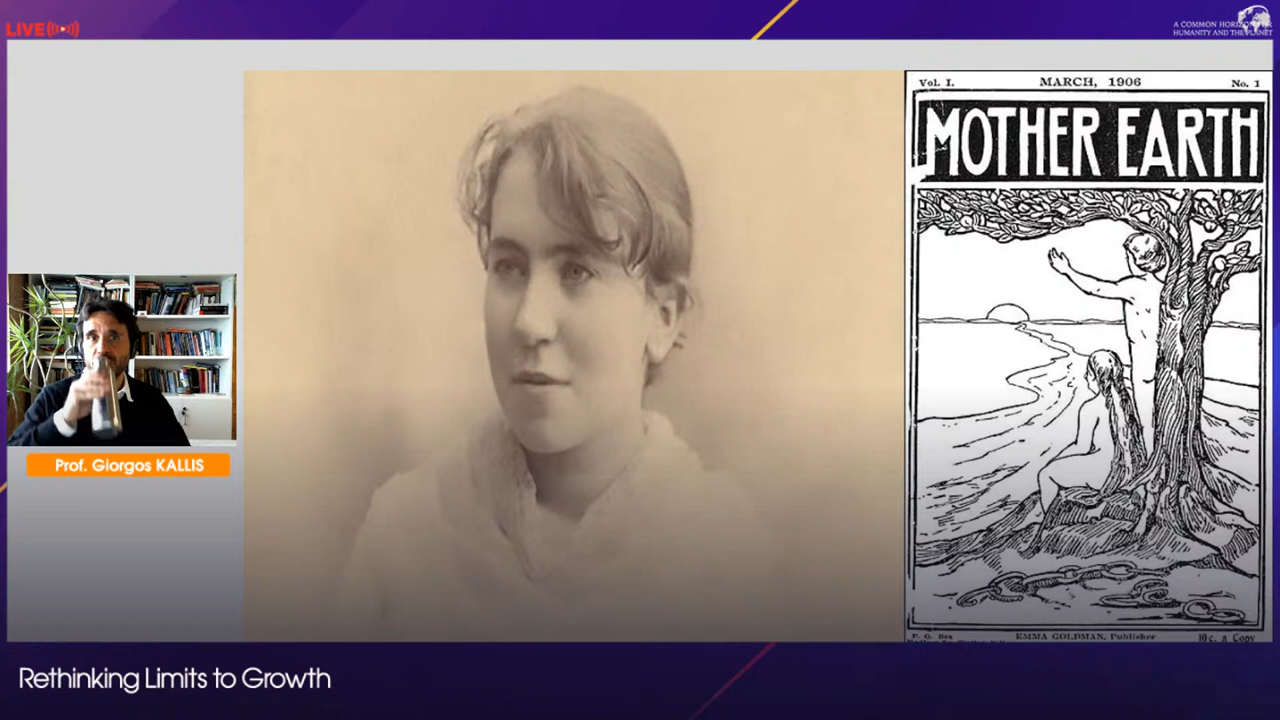 LIVE
A COMMON HORIZON FOR
HUMANITY AND THE PLANET
Vol. I. MARCH, 1906 No. 1
MOTHER EARTH
Prof. Giorgos KALLIS
P. O. Box
EMMA GOLDMAN, Publisher 10c. a Copy
Rethinking Limits to Growth